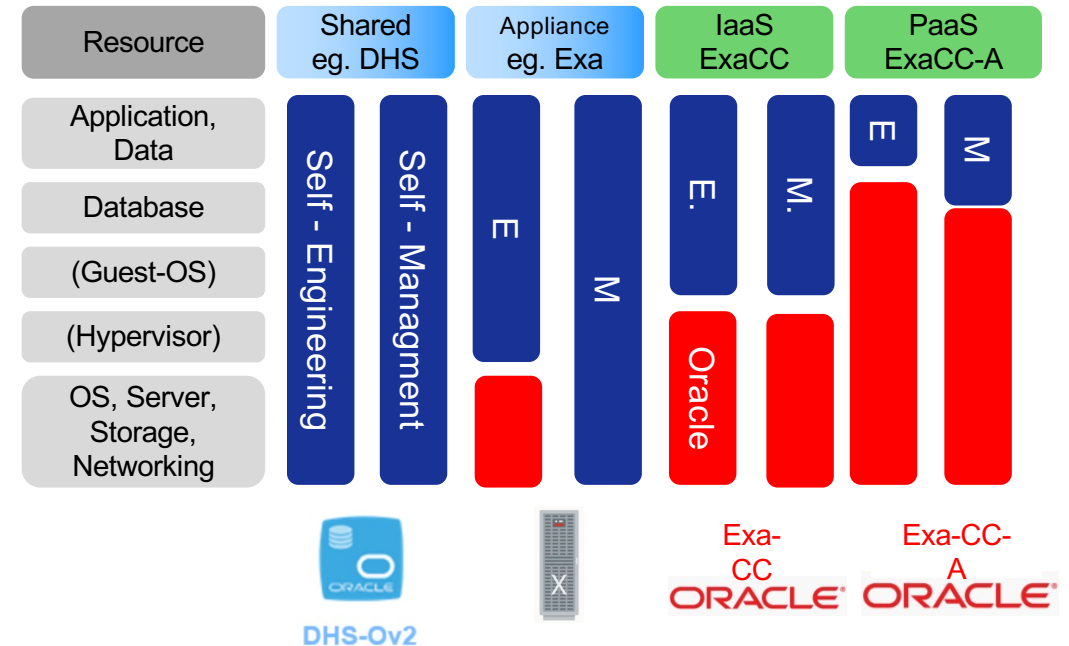 Resource
Shared
eg. DHS
Appliance
eg. Exa
IaaS
ExaCC
PaaS
ExaCC-A
Application,
Data
Database
(Guest-OS)
(Hypervisor)
OS, Server,
Storage,
Networking
Self - Engineering
Self - Managment
E
M
E.
Oracle
M.
E
M
ORACLE
DHS-Ov2
X
Exa-
CC
ORACLE
Exa-CC-
A
ORACLE